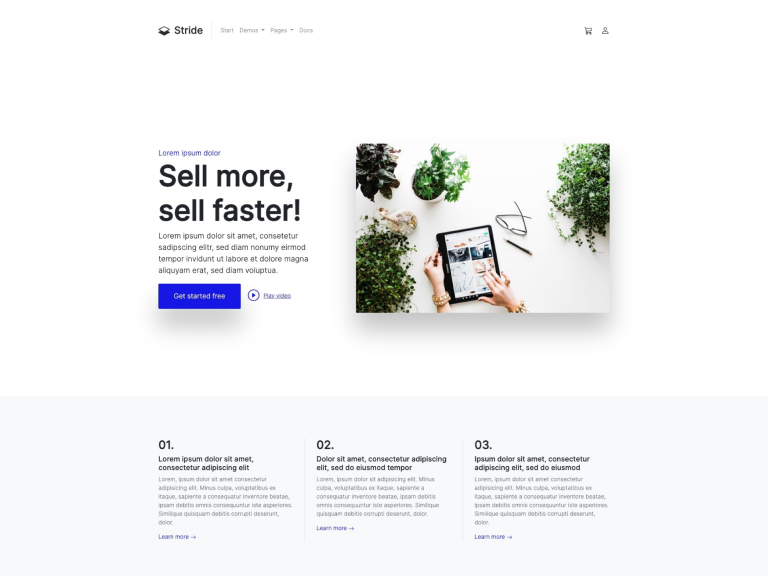 Stride
Start Demos Pages Docs
Lorem ipsum dolor
Sell more,
sell faster!
Lorem ipsum dolor sit amet, consetetur
sadipscing elitr, sed diam nonumy eirmod
tempor invidunt ut labore et dolore magna
aliquyam erat, sed diam voluptua.
Get started free
Play video
01.
Lorem ipsum dolor sit amet,
consectetur adipiscing elit
Lorem, ipsum dolor sit amet consectetur
adipisicing elit. Minus culpa, voluptatibus ex
itaque, sapiente a consequatur inventore beatae,
ipsam debitis omnis consequuntur iste asperiores.
Similique quisquam debitis corrupti deserunt,
dolor.
Learn more →
02.
Dolor sit amet, consectetur adipiscing
elit, sed do eiusmod tempor
Lorem, ipsum dolor sit amet elit. Minus
culpa, voluptatibus ex itaque, sapiente a
consequatur inventore beatae, ipsam debitis
omnis consequuntur iste asperiores. Similique
quisquam debitis corrupti deserunt, dolor.
Learn more →
03.
Ipsum dolor sit amet, consectetur
adipiscing elit, sed do eiusmod
Lorem, ipsum dolor sit amet consectetur
adipisicing elit. Minus culpa, voluptatibus ex
itaque, sapiente a consequatur inventore beatae,
ipsam debitis omnis consequuntur iste asperiores.
Similique quisquam debitis corrupti deserunt,
dolor.
Learn more →